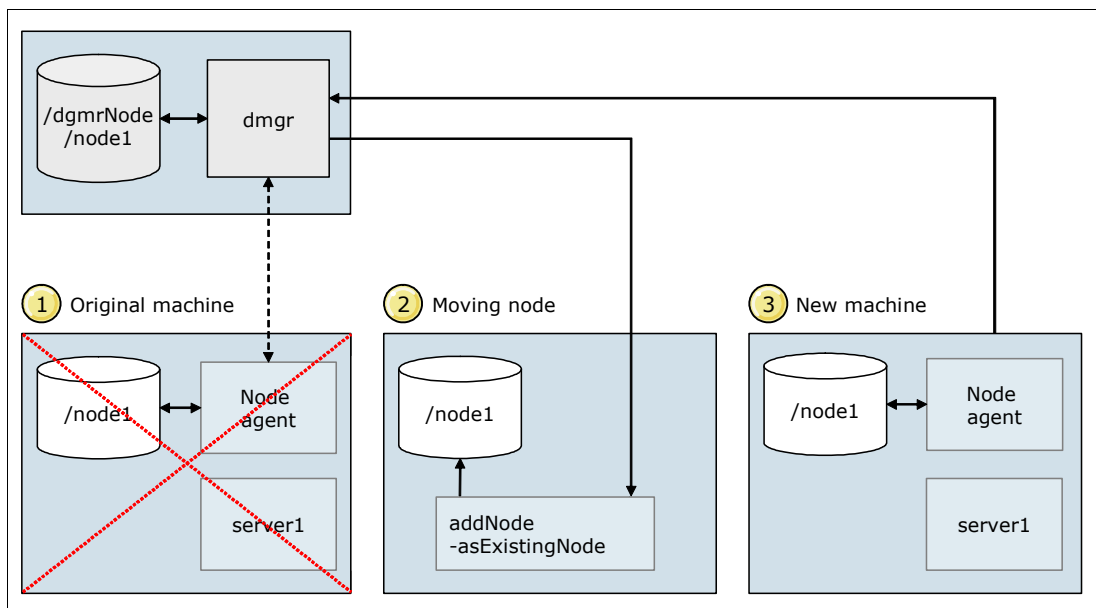 /dgmrNode
/node1
dmgr
1 Original machine
2 Moving node
3 New machine
/node1
Node
agent
server1
/node1
addNode
-asExistingNode
/node1
Node
agent
server1